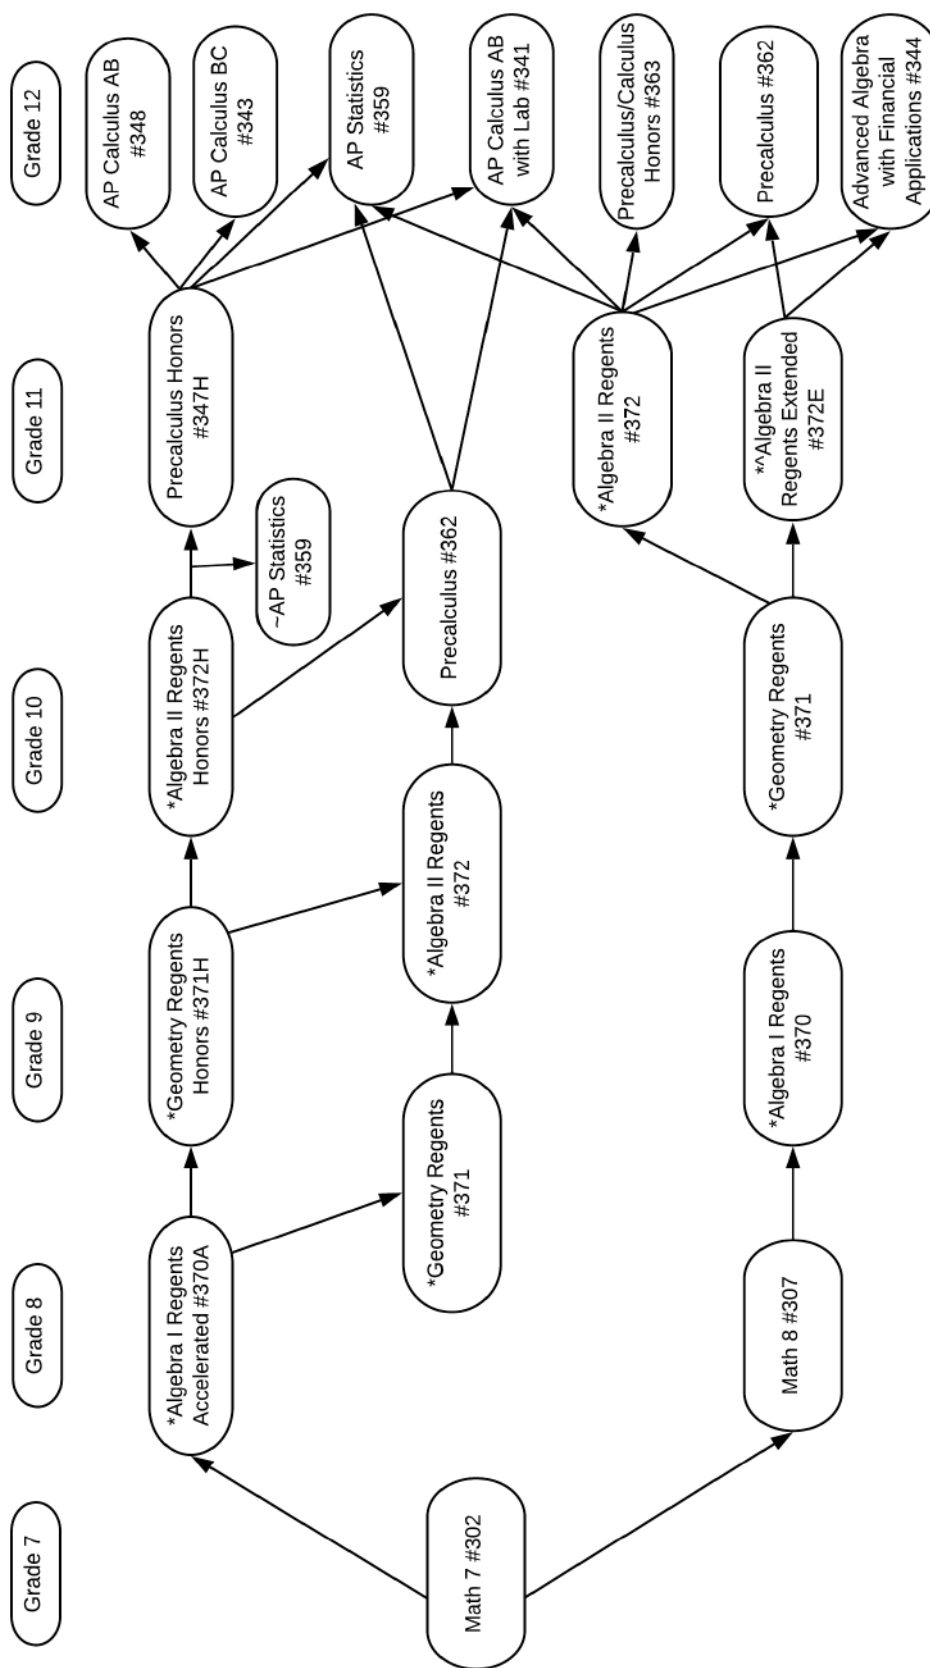 Grade 7
Grade 8
Grade 9
Grade 10
Grade 11
Grade 12
Math 7 #302
*Algebra I Regents
Accelerated #370A
*Geometry Regents
Honors #371H
*Algebra II Regents
Honors #372H
~AP Statistics
#359
Precalculus Honors
#347H
AP Calculus AB
#348
AP Calculus BC
#343
AP Statistics
#359
AP Calculus AB
with Lab #341
*Geometry Regents
#371
*Algebra II Regents
#372
Precalculus #362
Math 8 #307
*Algebra I Regents
#370
*Geometry Regents
#371
*Algebra II Regents
#372
*^Algebra II
Regents Extended
#372E
Precalculus/Calculus
Honors #363
Precalculus #362
Advanced Algebra
with Financial
Applications #344